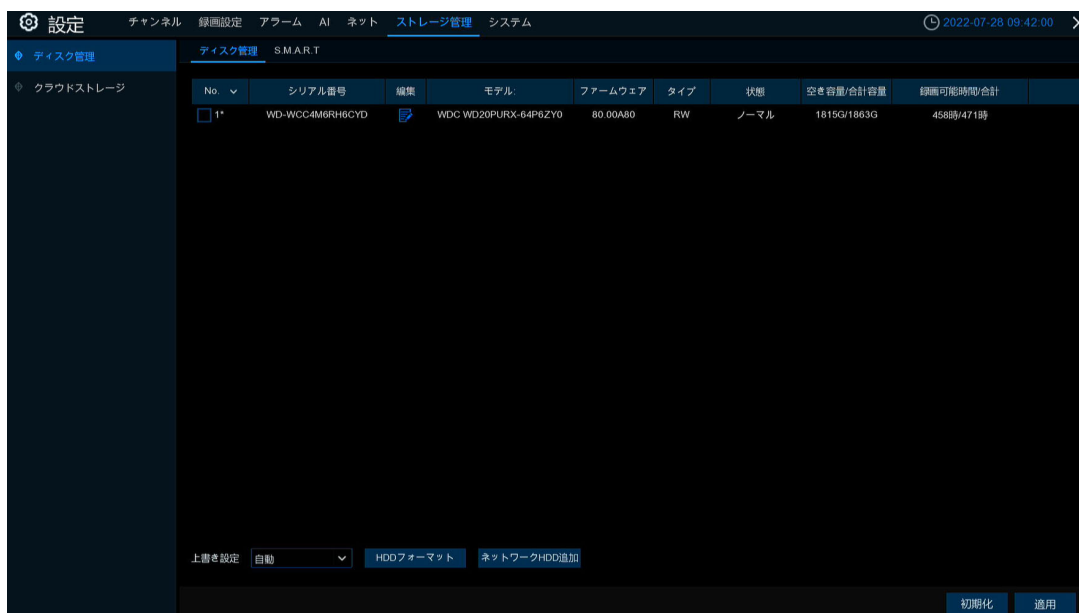 設定 チャンネル 録画設定 アラーム AI ネット ストレージ管理 システム 2022-07-28 09:42:00
ディスク管理
クラウドストレージ
ディスク管理 S.M.A.R.T
No. シリアル番号 編集 モデル: ファームウェア タイプ 状態 空き容量/合計容量 録画可能時間/合計
1* WD-WCC4M6RH6CYD WDC WD20PURX-64P6ZY0 80.00A80 RW ノーマル 1815G/1863G 458時/471時
上書き設定 自動 HDDフォーマット ネットワークHDD追加
初期化 適用